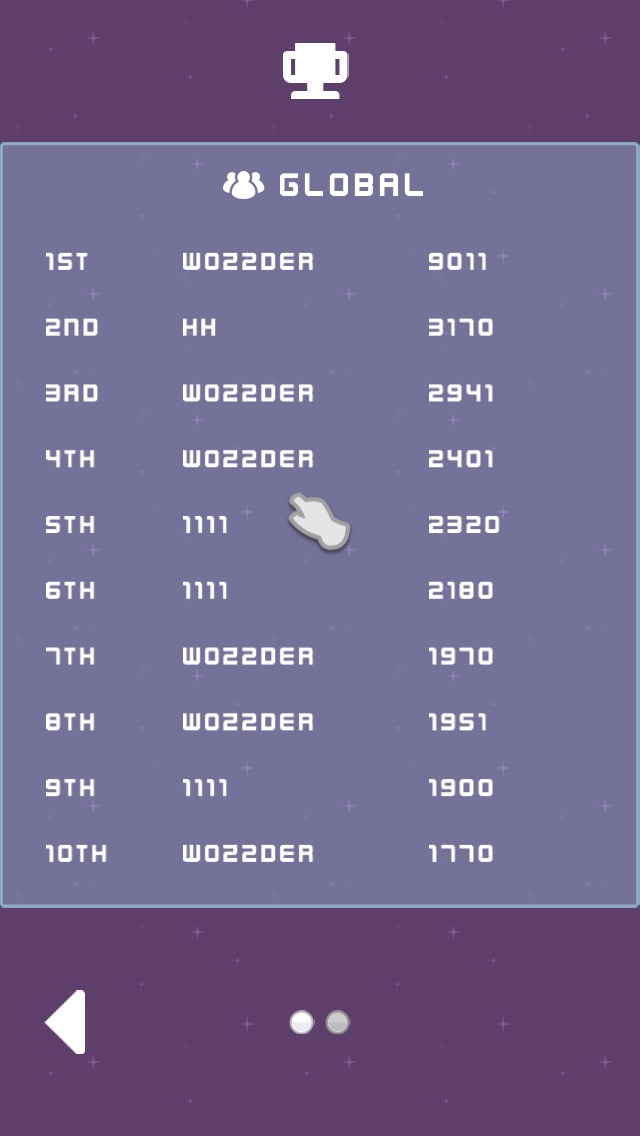 GLOBAL
1ST WOZZDER 9011
2ND HH 3170
3RD WOZZDER 2941
4TH WOZZDER 2401
5TH 1111 2320
6TH 1111 2180
7TH WOZZDER 1970
8TH WOZZDER 1951
9TH 1111 1900
10TH WOZZDER 1770